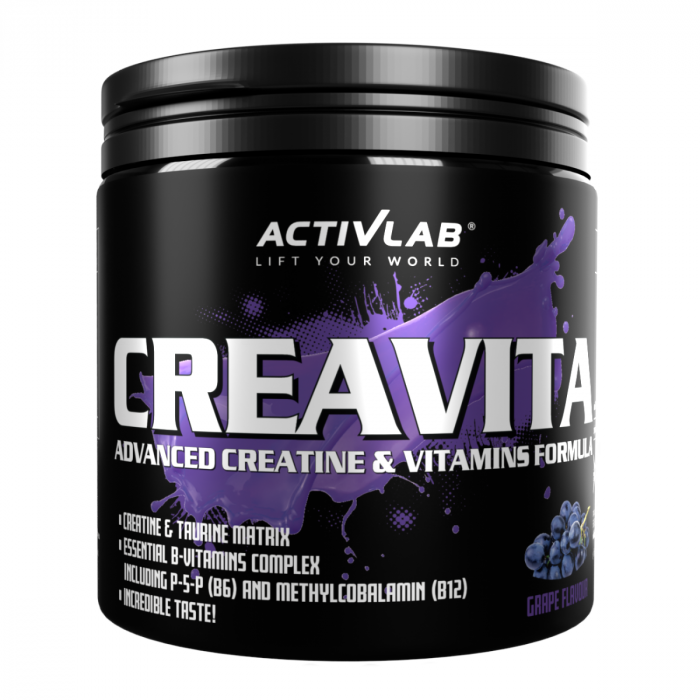 ACTIVLAB®
LIFT YOUR WORLD
CREAVITA
ADVANCED CREATINE & VITAMINS FORMULA
• CREATINE & TAURINE MATRIX
• ESSENTIAL B-VITAMINS COMPLEX
INCLUDING P-5-P (B6) AND METHYLCOBALAMIN (B12)
• INCREDIBLE TASTE!
GRAPE FLAVOUR